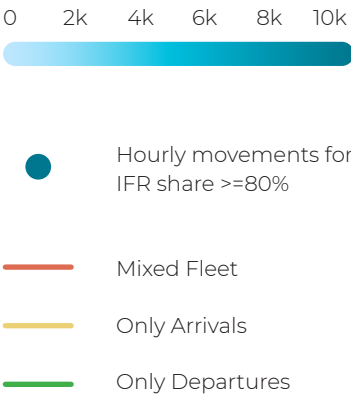 0 2k 4k 6k 8k 10k
Hourly movements for
IFR share >=80%
Mixed Fleet
Only Arrivals
Only Departures